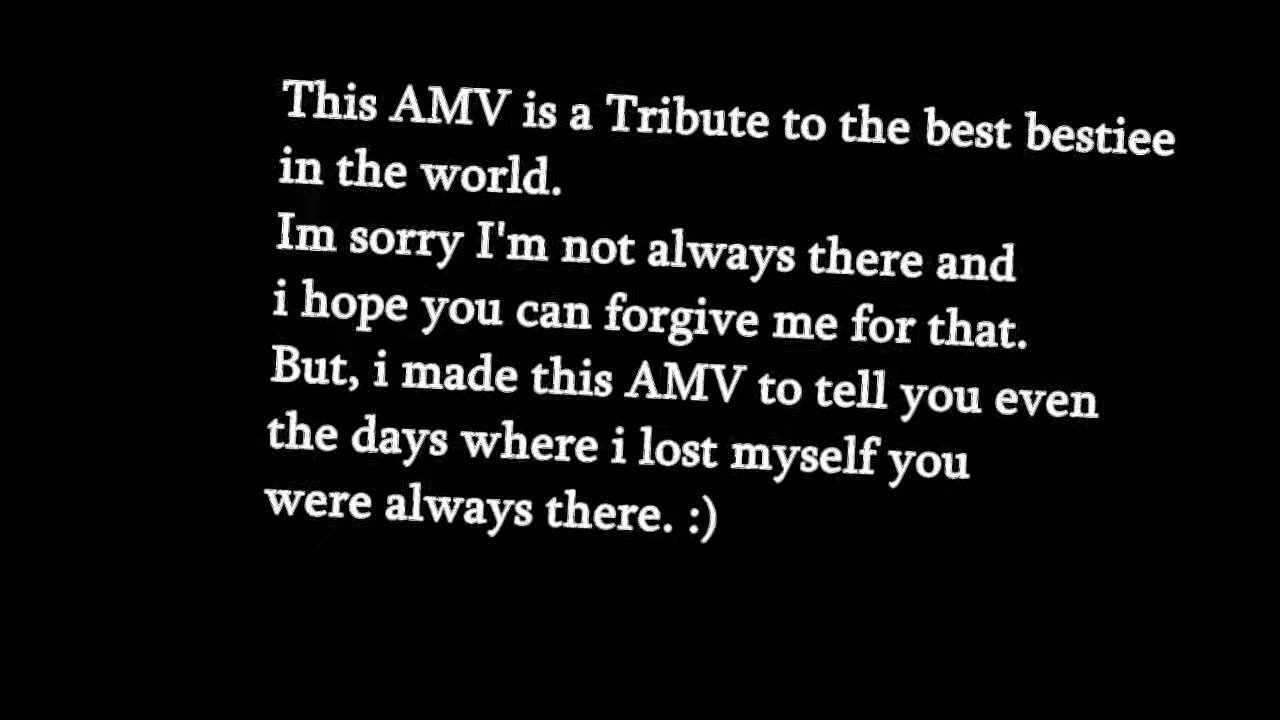 This AMV is a Tribute to the best bestiee
in the world.
Im sorry I'm not always there and
i hope you can forgive me for that.
But, i made this AMV to tell you even
the days where i lost myself you
were always there. :)